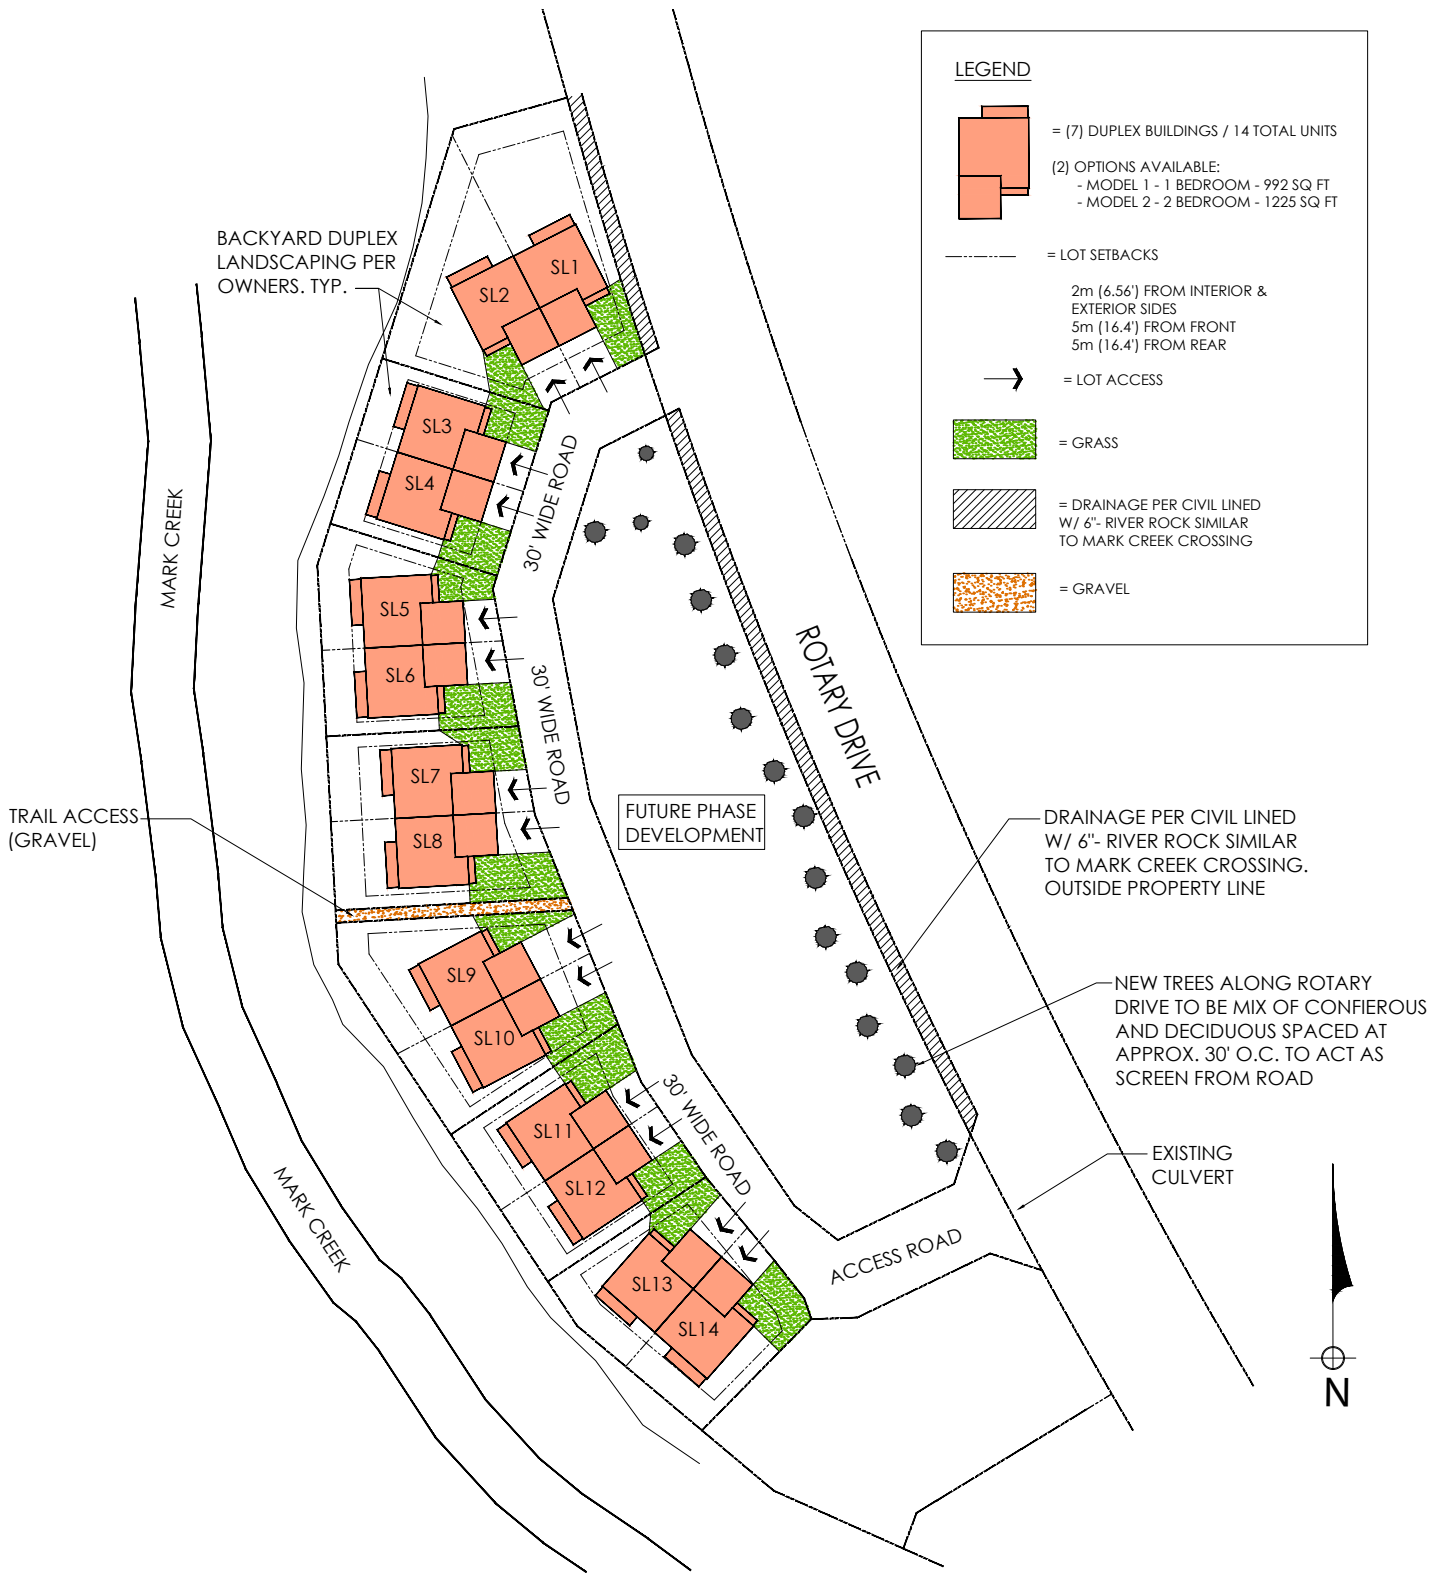 LEGEND
= (7) DUPLEX BUILDINGS / 14 TOTAL UNITS
(2) OPTIONS AVAILABLE:
- MODEL 1 - 1 BEDROOM - 992 SQ FT
- MODEL 2 - 2 BEDROOM - 1225 SQ FT
= LOT SETBACKS
2m (6.56') FROM INTERIOR &
EXTERIOR SIDES
5m (16.4') FROM FRONT
5m (16.4') FROM REAR
= LOT ACCESS
= GRASS
= DRAINAGE PER CIVIL LINED
W/ 6"- RIVER ROCK SIMILAR
TO MARK CREEK CROSSING
= GRAVEL
BACKYARD DUPLEX
LANDSCAPING PER
OWNERS. TYP.
SL1
SL2
SL3
SL4
SL5
SL6
SL7
SL8
SL9
SL10
SL11
SL12
SL13
SL14
30' WIDE ROAD
30' WIDE ROAD
30' WIDE ROAD
MARK CREEK
MARK CREEK
ROTARY DRIVE
FUTURE PHASE
DEVELOPMENT
TRAIL ACCESS
(GRAVEL)
DRAINAGE PER CIVIL LINED
W/ 6"- RIVER ROCK SIMILAR
TO MARK CREEK CROSSING.
OUTSIDE PROPERTY LINE
NEW TREES ALONG ROTARY
DRIVE TO BE MIX OF CONFIEROUS
AND DECIDUOUS SPACED AT
APPROX. 30' O.C. TO ACT AS
SCREEN FROM ROAD
EXISTING
CULVERT
ACCESS ROAD
N